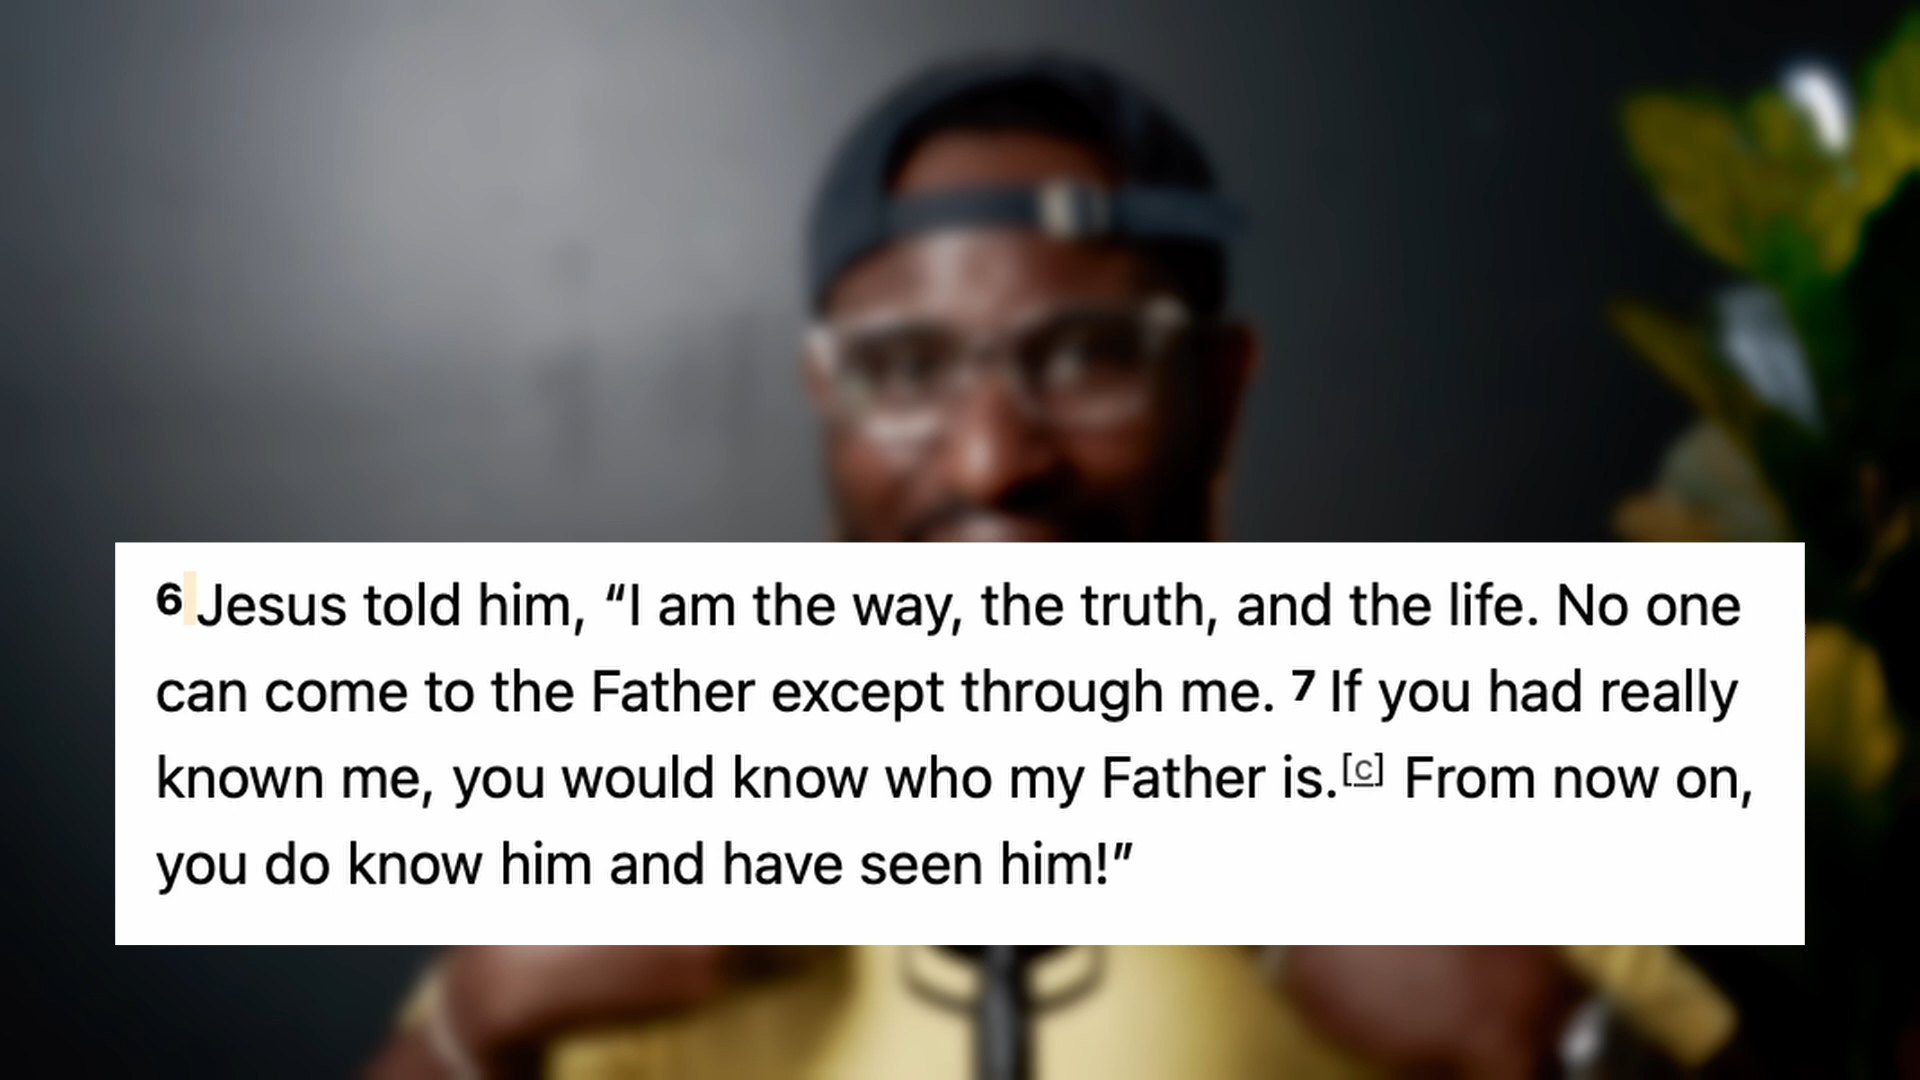 6 Jesus told him, “I am the way, the truth, and the life. No one
can come to the Father except through me. 7 If you had really
known me, you would know who my Father is.[c] From now on,
you do know him and have seen him!”